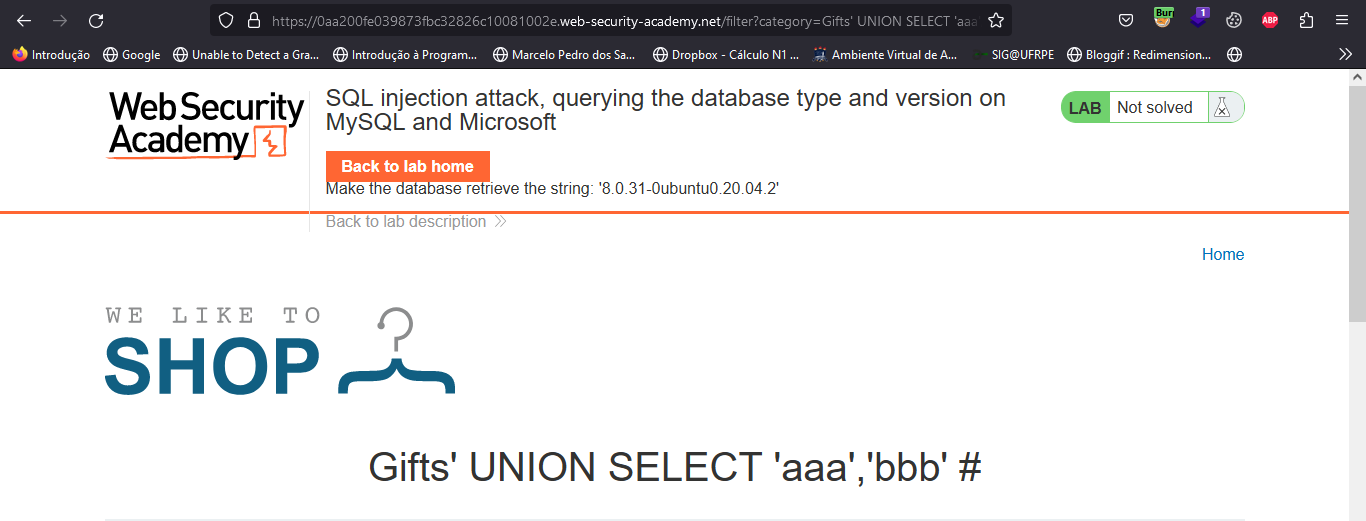 https://0aa200fe039873fbc32826c10081002e.web-security-academy.net/filter?category=Gifts' UNION SELECT 'aaa
Burp
1
ABP
Introdução
Google
Unable to Detect a Gra...
Introdução à Program...
Marcelo Pedro dos Sa...
Dropbox - Cálculo N1 ...
Ambiente Virtual de A...
SIG@UFRPE
Bloggif : Redimension...
Web Security
Academy
SQL injection attack, querying the database type and version on
MySQL and Microsoft
LAB Not solved
Back to lab home
Make the database retrieve the string: '8.0.31-0ubuntu0.20.04.2'
Back to lab description
Home
WE LIKE TO
SHOP
Gifts' UNION SELECT 'aaa','bbb' #